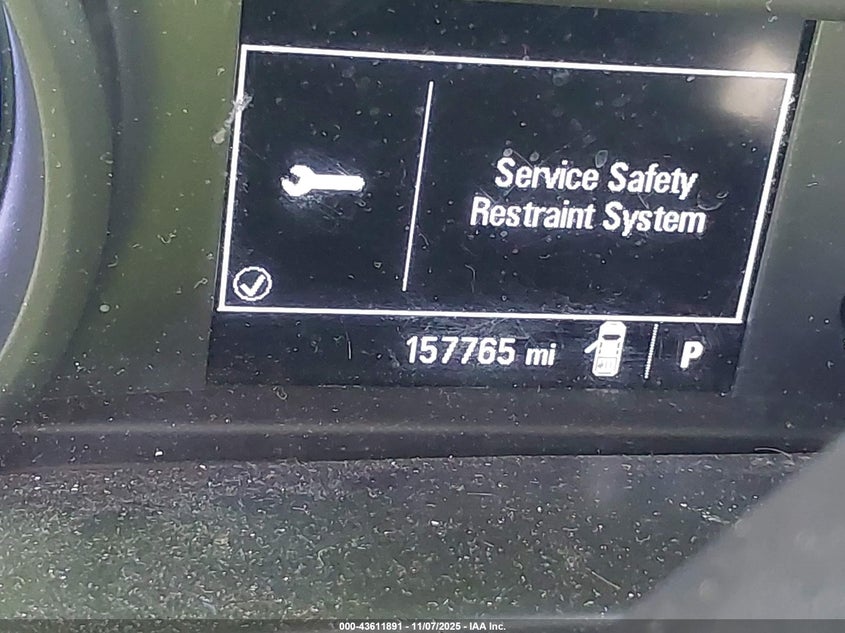 Service Safety
Restraint System
157765 mi P
000-43611891 - 11/07/2025 - IAA Inc.